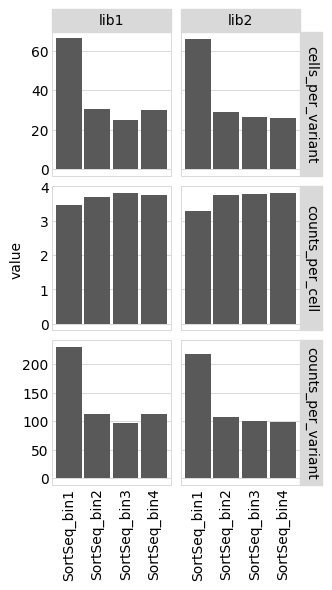 lib1
lib2
60
40
20
0
cells_per_variant
4
3
2
1
0
counts_per_cell
value
200
150
100
50
0
counts_per_variant
SortSeq_bin1
SortSeq_bin2
SortSeq_bin3
SortSeq_bin4
SortSeq_bin1
SortSeq_bin2
SortSeq_bin3
SortSeq_bin4